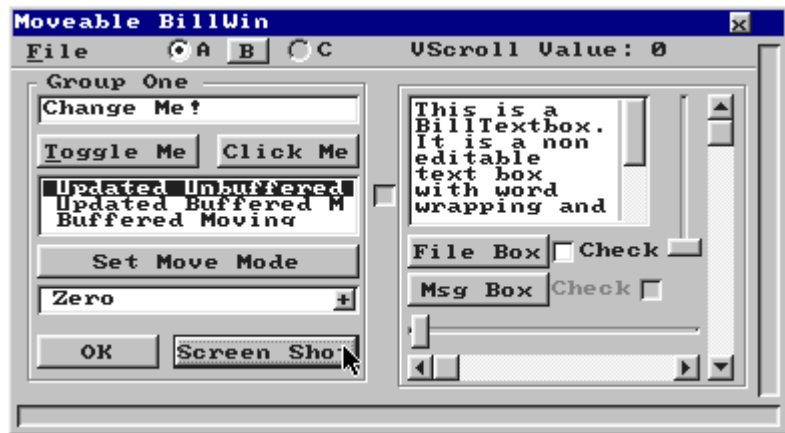 Moveable BillWin
File A B C VScroll Value: 0
Group One
Change Me!
Toggle Me Click Me
Updated Unbuffered
Updated Buffered M
Buffered Moving
Set Move Mode
Zero
OK Screen Shot
This is a
BillTextbox.
It is a non
editable
text box
with word
wrapping and
File Box Check
Msg Box Check